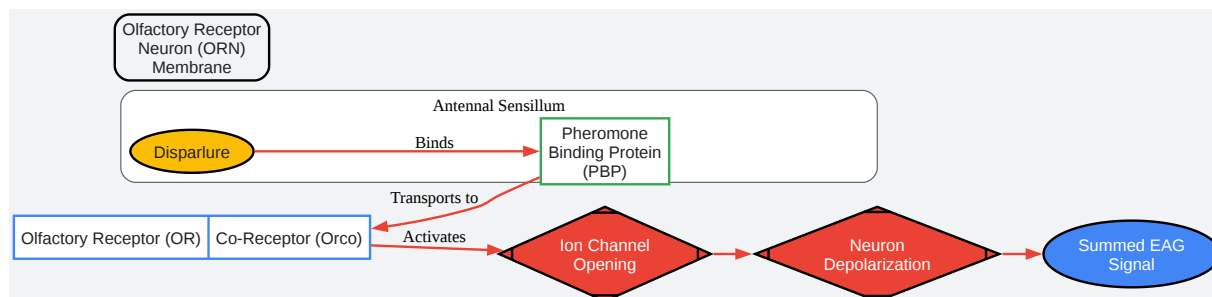 Olfactory Receptor
Neuron (ORN)
Membrane
Antennal Sensillum
Disparlure
Binds
Pheromone
Binding Protein
(PBP)
Transports to
Olfactory Receptor (OR)
Co-Receptor (Orco)
Activates
Ion Channel
Opening
Neuron
Depolarization
Summed EAG
Signal